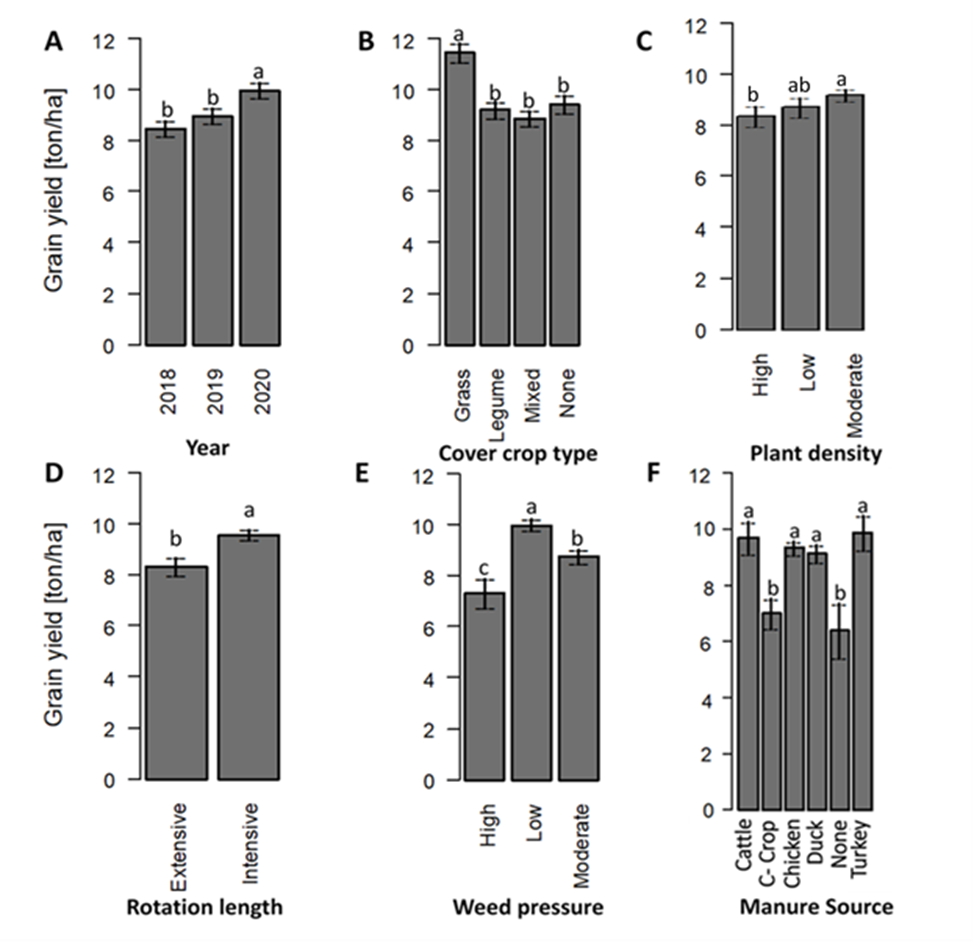 A
Grain yield [ton/ha]
12
10
8
6
4
2
0
b
b
a
2018
2019
2020
Year
B
12
10
8
6
4
2
0
a
b
b
b
Grass
Legume
Mixed
None
Cover crop type
C
12
10
8
6
4
2
0
b
ab
a
High
Low
Moderate
Plant density
D
Grain yield [ton/ha]
12
10
8
6
4
2
0
b
a
Extensive
Intensive
Rotation length
E
12
10
8
6
4
2
0
c
a
b
High
Low
Moderate
Weed pressure
F
12
10
8
6
4
2
0
a
b
a
a
b
a
Cattle
C- Crop
Chicken
Duck
None
Turkey
Manure Source